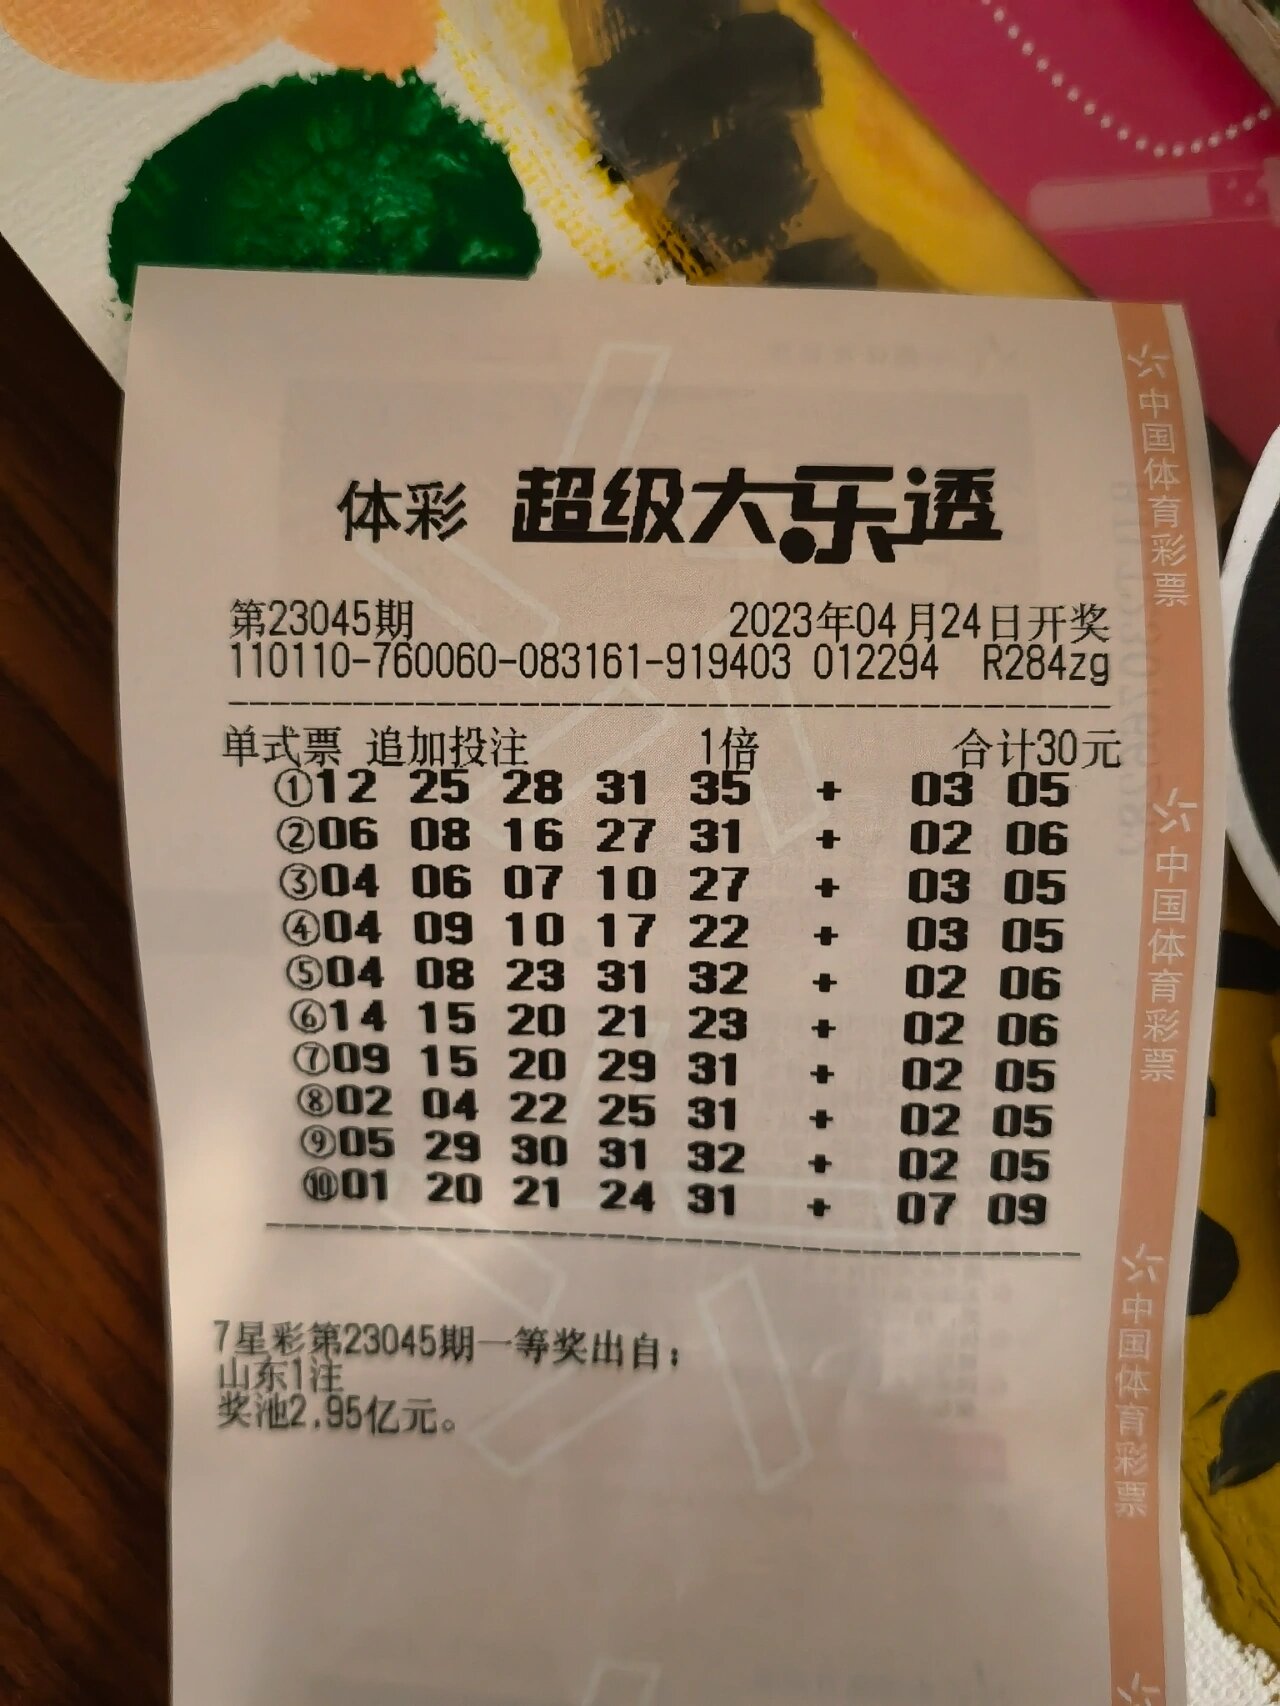 体彩 超级大乐透
第23045期 2023年04月24日开奖
110110-760060-083161-919403 012294 R284zg
单式票 追加投注 1倍 合计30元
①12 25 28 31 35 + 03 05
②06 08 16 27 31 + 02 06
③04 06 07 10 27 + 03 05
④04 09 10 17 22 + 03 05
⑤04 08 23 31 32 + 02 06
⑥14 15 20 21 23 + 02 06
⑦09 15 20 29 31 + 02 05
⑧02 04 22 25 31 + 02 05
⑨05 29 30 31 32 + 02 05
⑩01 20 21 24 31 + 07 09
7星彩第23045期一等奖出自:
山东1注
奖池2.95亿元。
中国体育彩票
中国体育彩票
中国体育彩票